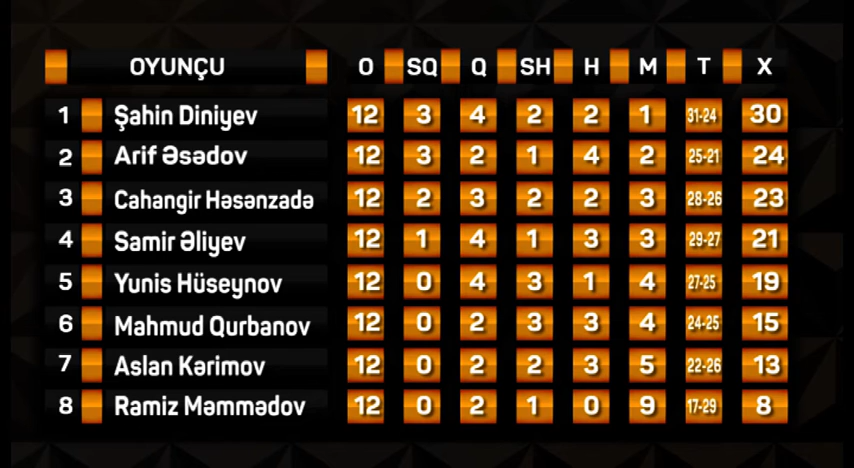 OYUNÇU O SQ Q SH H M T X
1 Şahin Diniyev 12 3 4 2 2 1 31-24 30
2 Arif Əsədov 12 3 2 1 4 2 25-21 24
3 Cahangir Həsənzadə 12 2 3 2 2 3 28-26 23
4 Samir Əliyev 12 1 4 1 3 3 29-27 21
5 Yunis Hüseynov 12 0 4 3 1 4 27-25 19
6 Mahmud Qurbanov 12 0 2 3 3 4 24-25 15
7 Aslan Kərimov 12 0 2 2 3 5 22-26 13
8 Ramiz Məmmədov 12 0 2 1 0 9 17-29 8